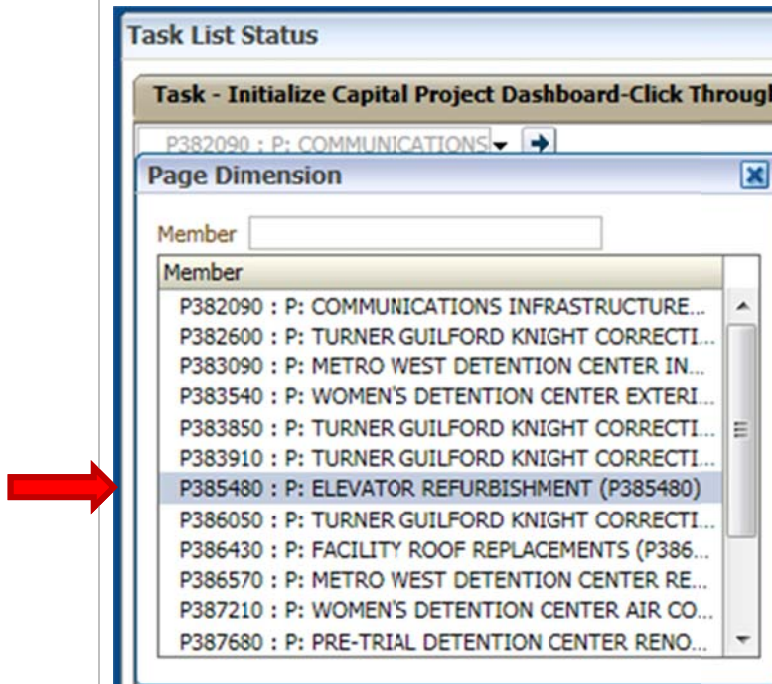 Task List Status
Task - Initialize Capital Project Dashboard-Click Through
P382090 : P: COMMUNICATIONS
Page Dimension
Member
Member
P382090 : P: COMMUNICATIONS INFRASTRUCTURE...
P382600 : P: TURNER GUILFORD KNIGHT CORRECTI...
P383090 : P: METRO WEST DETENTION CENTER IN...
P383540 : P: WOMEN'S DETENTION CENTER EXTERI...
P383850 : P: TURNER GUILFORD KNIGHT CORRECTI...
P383910 : P: TURNER GUILFORD KNIGHT CORRECTI...
P385480 : P: ELEVATOR REFURBISHMENT (P385480)
P386050 : P: TURNER GUILFORD KNIGHT CORRECTI...
P386430 : P: FACILITY ROOF REPLACEMENTS (P386...
P386570 : P: METRO WEST DETENTION CENTER RE...
P387210 : P: WOMEN'S DETENTION CENTER AIR CO...
P387680 : P: PRE-TRIAL DETENTION CENTER RENO...